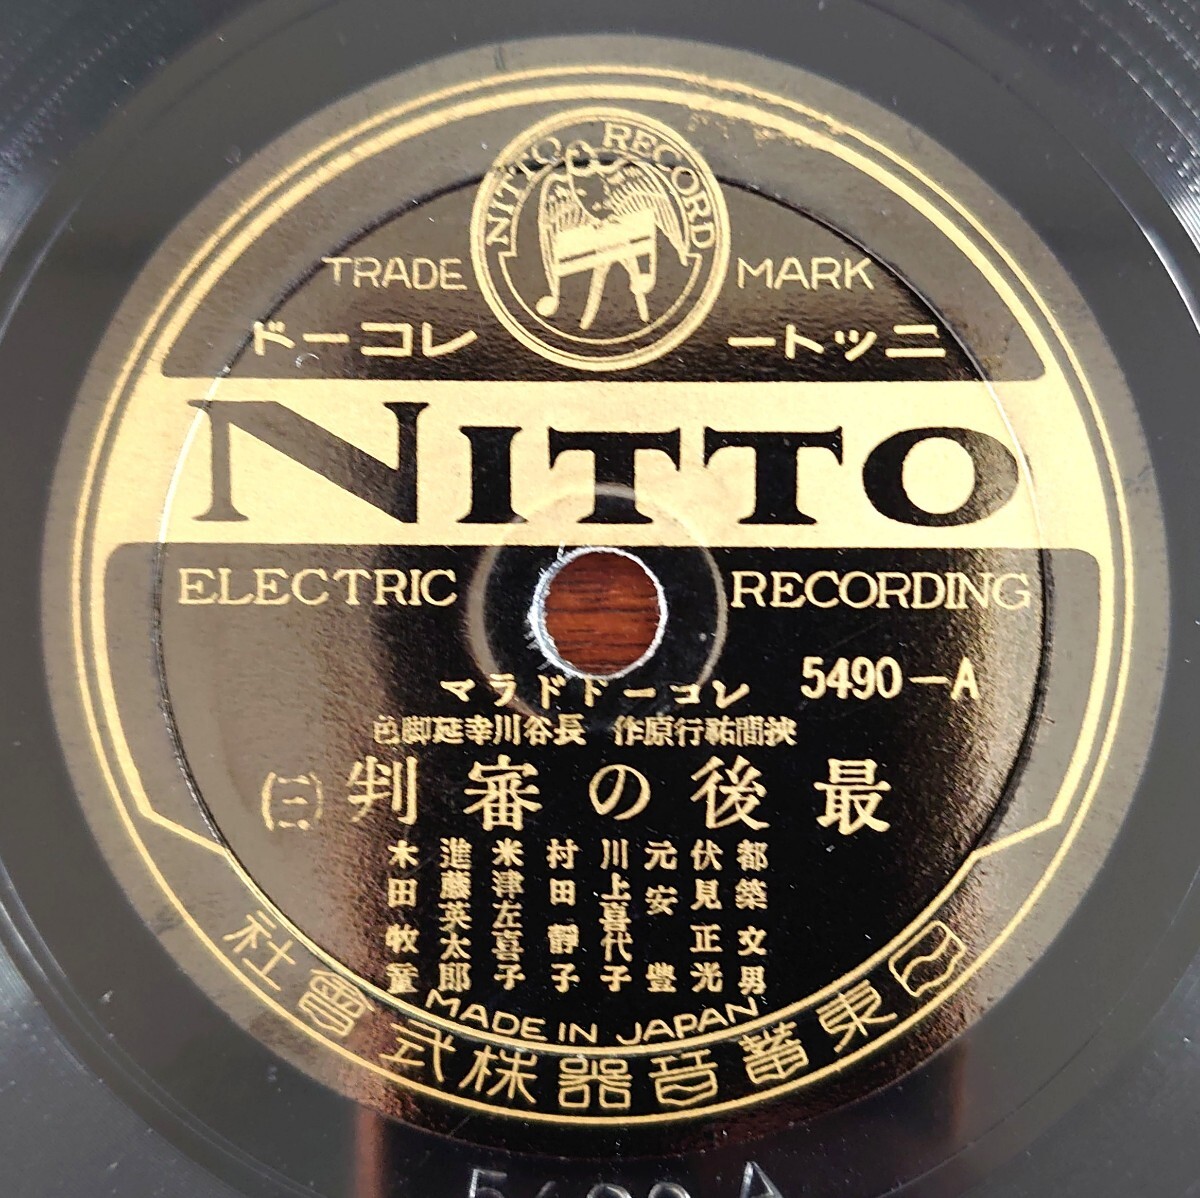 NITTO RECORD
TRADE MARK
ニットー レコード
NITTO
ELECTRIC RECORDING
5490-A
レコードドラマ
挾間祐行原作 長谷川幸延脚色
最後の審判 (三)
都築文男
伏見正光
元安豊
川上喜代子
村田靜子
米津左喜子
進藤英太郎
木田牧童
MADE IN JAPAN
日東蓄音器株式會社